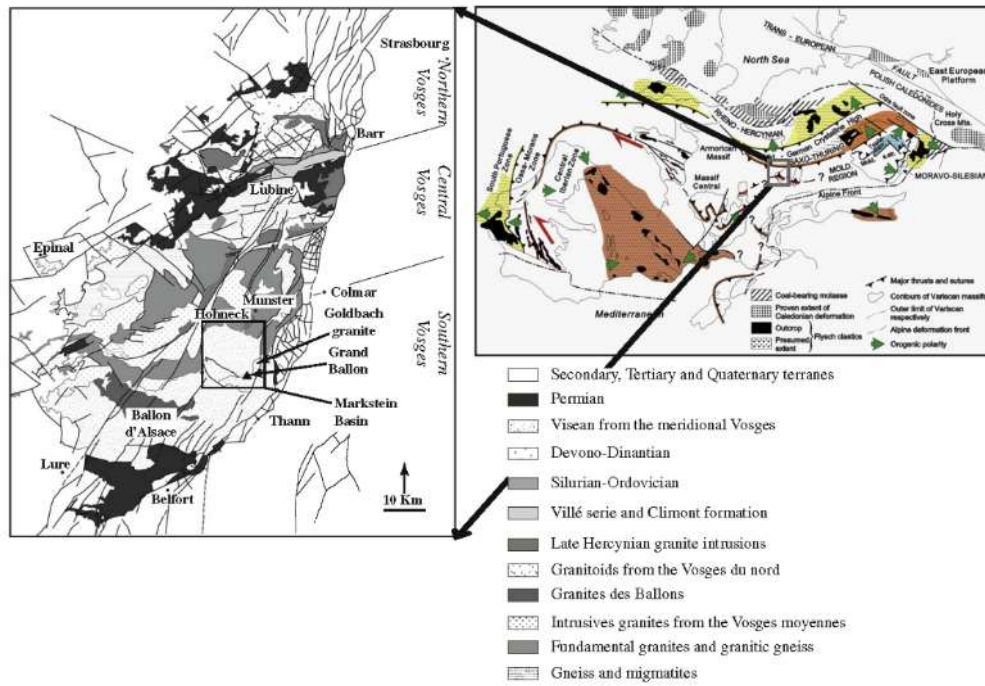 Strasbourg
Northern
Vosges
Barr
Lubine
Central
Vosges
Epinal
Munster
Hohneck
Colmar
Goldbach
granite
Grand
Ballon
Southern
Vosges
Markstein
Basin
Ballon
d'Alsace
Thann
Lure
Belfort
10 Km
TRANS - EUROPEAN
FAULT
North Sea
East European
Platform
POLISH CALEDONIDES
Holy
Cross Mts.
RHENO - HERCYNIAN
German Crystalline High
SAXO-THURING.
Armorican
Massif
Massif
Central
MOLD.
REGION
MORAVO-SILESIAN
Alpine Front
South Portuguese
Zone
Ossa - Morena
Zone
Central
Iberian Zone
?
?
?
?
Mediterranean
Coal-bearing molasse
Proven extent of
Caledonian deformation
Outcrop
Presumed
extent
Flysch clastics
Major thrusts and sutures
Contours of Variscan massifs
Outer limit of Variscan
respectively
Alpine deformation front
Orogenic polarity
Secondary, Tertiary and Quaternary terranes
Permian
Visean from the meridional Vosges
Devono-Dinantian
Silurian-Ordovician
Villé serie and Climont formation
Late Hercynian granite intrusions
Granitoids from the Vosges du nord
Granites des Ballons
Intrusives granites from the Vosges moyennes
Fundamental granites and granitic gneiss
Gneiss and migmatites